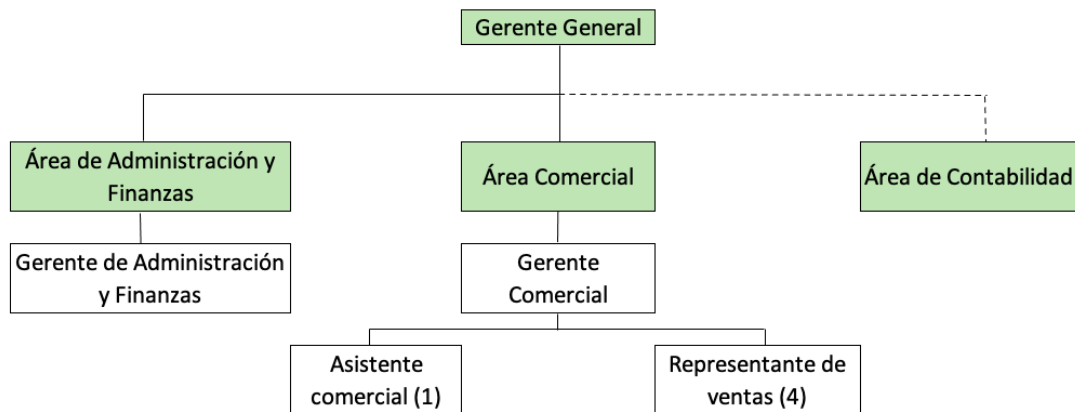 Gerente General
Área de Administración y
Finanzas
Área Comercial
Área de Contabilidad
Gerente de Administración
y Finanzas
Gerente
Comercial
Asistente
comercial (1)
Representante de
ventas (4)